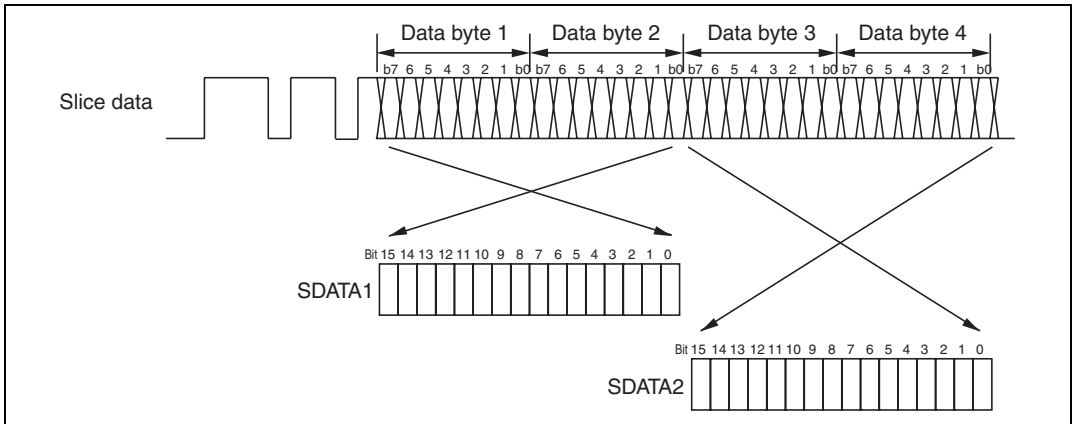 Data byte 1 Data byte 2 Data byte 3 Data byte 4
b7 6 5 4 3 2 1 b0 b7 6 5 4 3 2 1 b0 b7 6 5 4 3 2 1 b0 b7 6 5 4 3 2 1 b0
Slice data
Bit 15 14 13 12 11 10 9 8 7 6 5 4 3 2 1 0
SDATA1
Bit 15 14 13 12 11 10 9 8 7 6 5 4 3 2 1 0
SDATA2